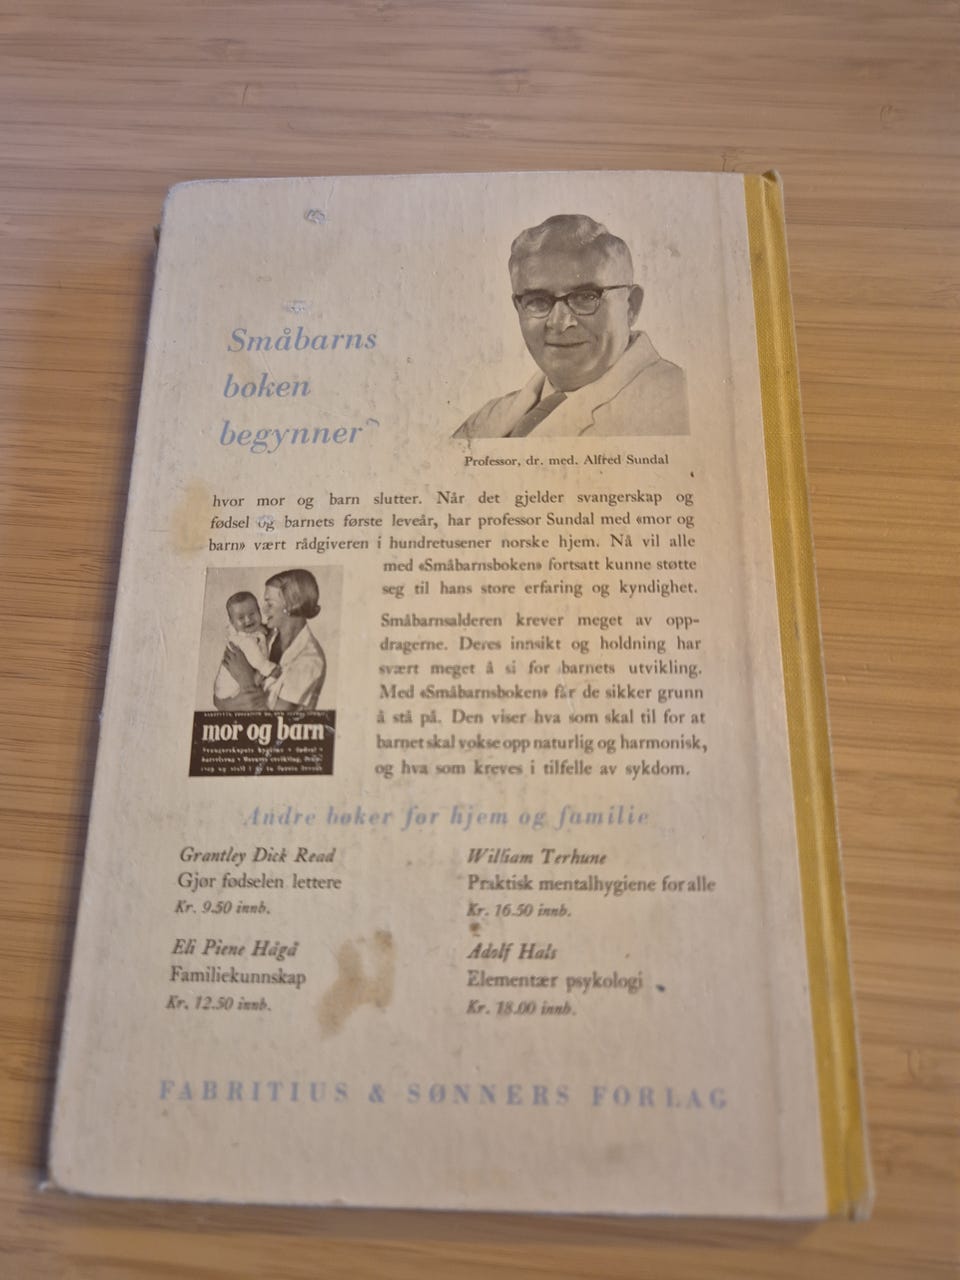 Småbarns
boken
begynner
Professor, dr. med. Alfred Sundal
hvor mor og barn slutter. Når det gjelder svangerskap og
fødsel og barnets første leveår, har professor Sundal med «mor og
barn» vært rådgiveren i hundretusener norske hjem. Nå vil alle
med «Småbarnsboken» fortsatt kunne støtte
seg til hans store erfaring og kyndighet.
Småbarnsalderen krever meget av opp-
dragerne. Deres innsikt og holdning har
svært meget å si for barnets utvikling.
Med «Småbarnsboken» får de sikker grunn
å stå på. Den viser hva som skal til for at
barnet skal vokse opp naturlig og harmonisk,
og hva som kreves i tilfelle av sykdom.
mor og barn
Andre bøker for hjem og familie
Grantley Dick Read
Gjør fødselen lettere
Kr. 9.50 innb.
Eli Piene Hågå
Familiekunnskap
Kr. 12.50 innb.
William Terhune
Praktisk mentalhygiene for alle
Kr. 16.50 innb.
Adolf Hals
Elementær psykologi
Kr. 18.00 innb.
FABRITIUS & SØNNERS FORLAG